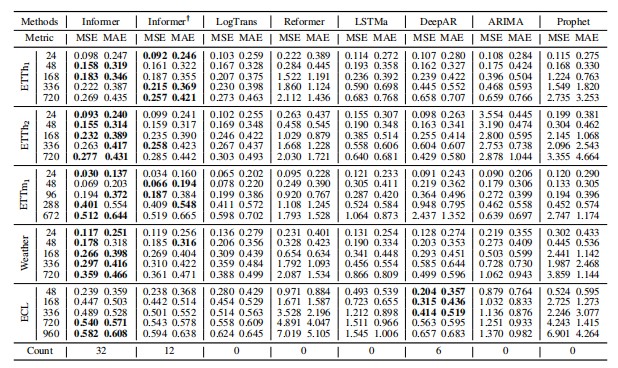 Methods Informer Informer† LogTrans Reformer LSTMa DeepAR ARIMA Prophet
Metric MSE MAE MSE MAE MSE MAE MSE MAE MSE MAE MSE MAE MSE MAE MSE MAE
ETTh₁
24 0.098 0.247 0.092 0.246 0.103 0.259 0.222 0.389 0.114 0.272 0.107 0.280 0.108 0.284 0.115 0.275
48 0.158 0.319 0.161 0.322 0.167 0.328 0.284 0.445 0.193 0.358 0.162 0.327 0.175 0.424 0.168 0.330
168 0.183 0.346 0.187 0.355 0.207 0.375 1.522 1.191 0.236 0.392 0.239 0.422 0.396 0.504 1.224 0.763
336 0.222 0.387 0.215 0.369 0.230 0.398 1.860 1.124 0.590 0.698 0.445 0.552 0.468 0.593 1.549 1.820
720 0.269 0.435 0.257 0.421 0.273 0.463 2.112 1.436 0.683 0.768 0.658 0.707 0.659 0.766 2.735 3.253
ETTh₂
24 0.093 0.240 0.099 0.241 0.102 0.255 0.263 0.437 0.155 0.307 0.098 0.263 3.554 0.445 0.199 0.381
48 0.155 0.314 0.159 0.317 0.169 0.348 0.458 0.545 0.190 0.348 0.163 0.341 3.190 0.474 0.304 0.462
168 0.232 0.389 0.235 0.390 0.246 0.422 1.029 0.879 0.385 0.514 0.255 0.414 2.800 0.595 2.145 1.068
336 0.263 0.417 0.258 0.423 0.267 0.437 1.668 1.228 0.558 0.606 0.604 0.607 2.753 0.738 2.096 2.543
720 0.277 0.431 0.285 0.442 0.303 0.493 2.030 1.721 0.640 0.681 0.429 0.580 2.878 1.044 3.355 4.664
ETTm₁
24 0.030 0.137 0.034 0.160 0.065 0.202 0.095 0.228 0.121 0.233 0.091 0.243 0.090 0.206 0.120 0.290
48 0.069 0.203 0.066 0.194 0.078 0.220 0.249 0.390 0.305 0.411 0.219 0.362 0.179 0.306 0.133 0.305
96 0.194 0.372 0.187 0.384 0.199 0.386 0.920 0.767 0.287 0.420 0.364 0.496 0.272 0.399 0.194 0.396
288 0.401 0.554 0.409 0.548 0.411 0.572 1.108 1.245 0.524 0.584 0.948 0.795 0.462 0.558 0.452 0.574
672 0.512 0.644 0.519 0.665 0.598 0.702 1.793 1.528 1.064 0.873 2.437 1.352 0.639 0.697 2.747 1.174
Weather
24 0.117 0.251 0.119 0.256 0.136 0.279 0.231 0.401 0.131 0.254 0.128 0.274 0.219 0.355 0.302 0.433
48 0.178 0.318 0.185 0.316 0.206 0.356 0.328 0.423 0.190 0.334 0.203 0.353 0.273 0.409 0.445 0.536
168 0.266 0.398 0.269 0.404 0.309 0.439 0.654 0.634 0.341 0.448 0.293 0.451 0.503 0.599 2.441 1.142
336 0.297 0.416 0.310 0.422 0.359 0.484 1.792 1.093 0.456 0.554 0.585 0.644 0.728 0.730 1.987 2.468
720 0.359 0.466 0.361 0.471 0.388 0.499 2.087 1.534 0.866 0.809 0.499 0.596 1.062 0.943 3.859 1.144
ECL
48 0.239 0.359 0.238 0.368 0.280 0.429 0.971 0.884 0.493 0.539 0.204 0.357 0.879 0.764 0.524 0.595
168 0.447 0.503 0.442 0.514 0.454 0.529 1.671 1.587 0.723 0.655 0.315 0.436 1.032 0.833 2.725 1.273
336 0.489 0.528 0.501 0.552 0.514 0.563 3.528 2.196 1.212 0.898 0.414 0.519 1.136 0.876 2.246 3.077
720 0.540 0.571 0.543 0.578 0.558 0.609 4.891 4.047 1.511 0.966 0.563 0.595 1.251 0.933 4.243 1.415
960 0.582 0.608 0.594 0.638 0.624 0.645 7.019 5.105 1.545 1.006 0.657 0.683 1.370 0.982 6.901 4.264
Count 32 12 0 0 0 6 0 0